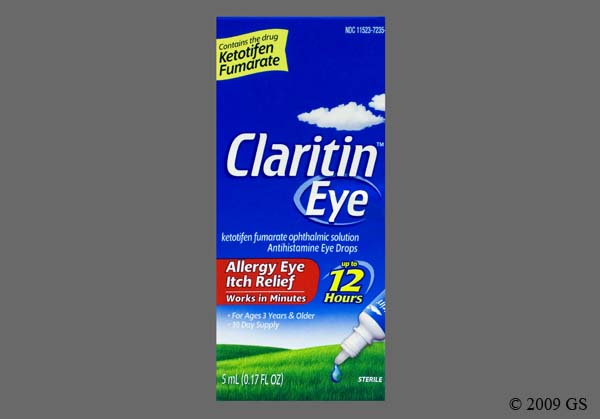 NDC 11523-7235-
Contains the drug
Ketotifen
Fumarate
Claritin™
Eye
ketotifen fumarate ophthalmic solution
Antihistamine Eye Drops
Allergy Eye
Itch Relief
Works in Minutes
up to
12
Hours
• For Ages 3 Years & Older
• 30 Day Supply
5 mL (0.17 FL OZ)
STERILE
© 2009 GS